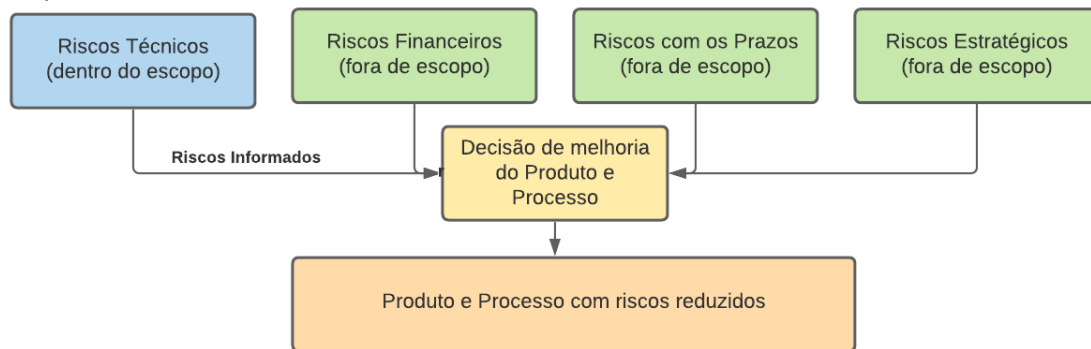 Riscos Técnicos
(dentro do escopo)
Riscos Financeiros
(fora de escopo)
Riscos com os Prazos
(fora de escopo)
Riscos Estratégicos
(fora de escopo)
Riscos Informados
Decisão de melhoria
do Produto e
Processo
Produto e Processo com riscos reduzidos